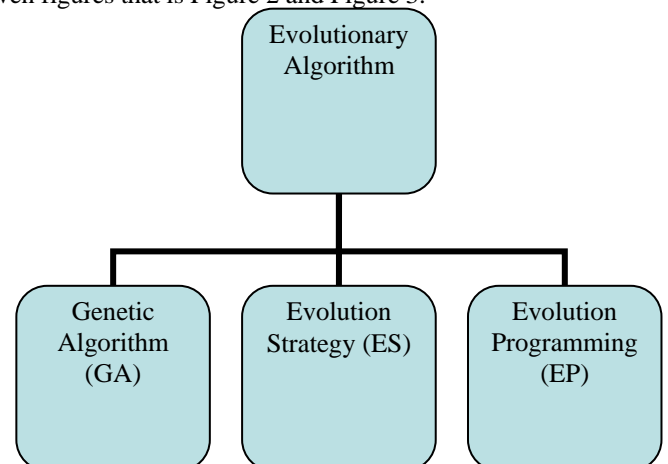 ven figures that is Figure 2 and Figure 3.
Evolutionary
Algorithm
Genetic
Algorithm
(GA)
Evolution
Strategy (ES)
Evolution
Programming
(EP)